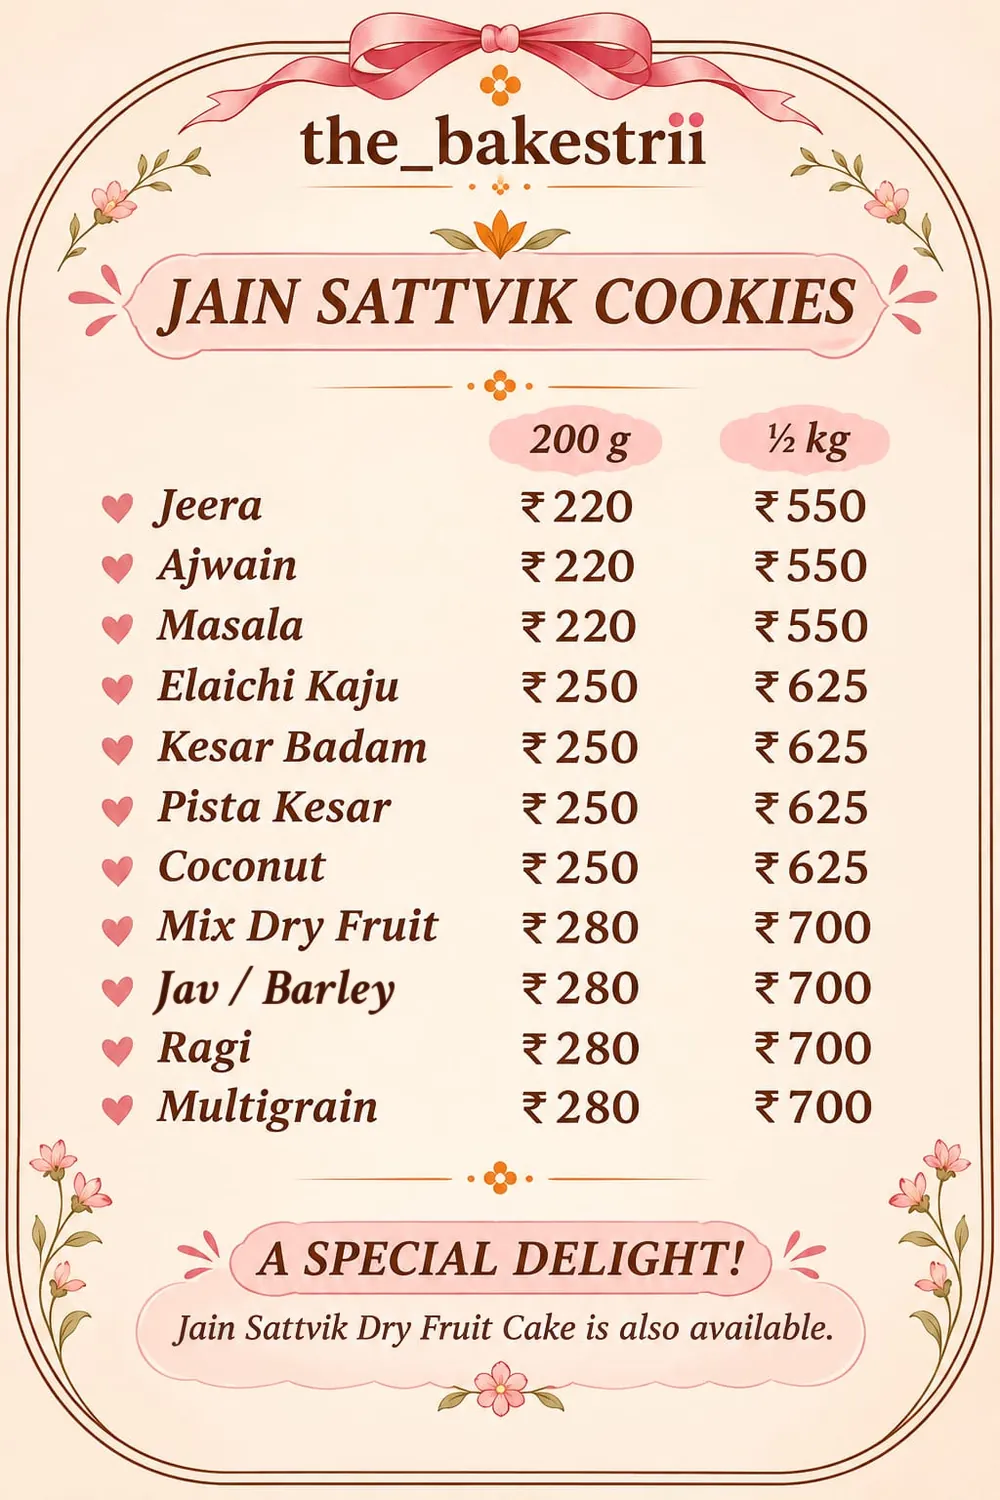 the_bakestrii
JAIN SATTVIK COOKIES
200 g ½ kg
Jeera ₹220 ₹550
Ajwain ₹220 ₹550
Masala ₹220 ₹550
Elaichi Kaju ₹250 ₹625
Kesar Badam ₹250 ₹625
Pista Kesar ₹250 ₹625
Coconut ₹250 ₹625
Mix Dry Fruit ₹280 ₹700
Jav / Barley ₹280 ₹700
Ragi ₹280 ₹700
Multigrain ₹280 ₹700
A SPECIAL DELIGHT!
Jain Sattvik Dry Fruit Cake is also available.